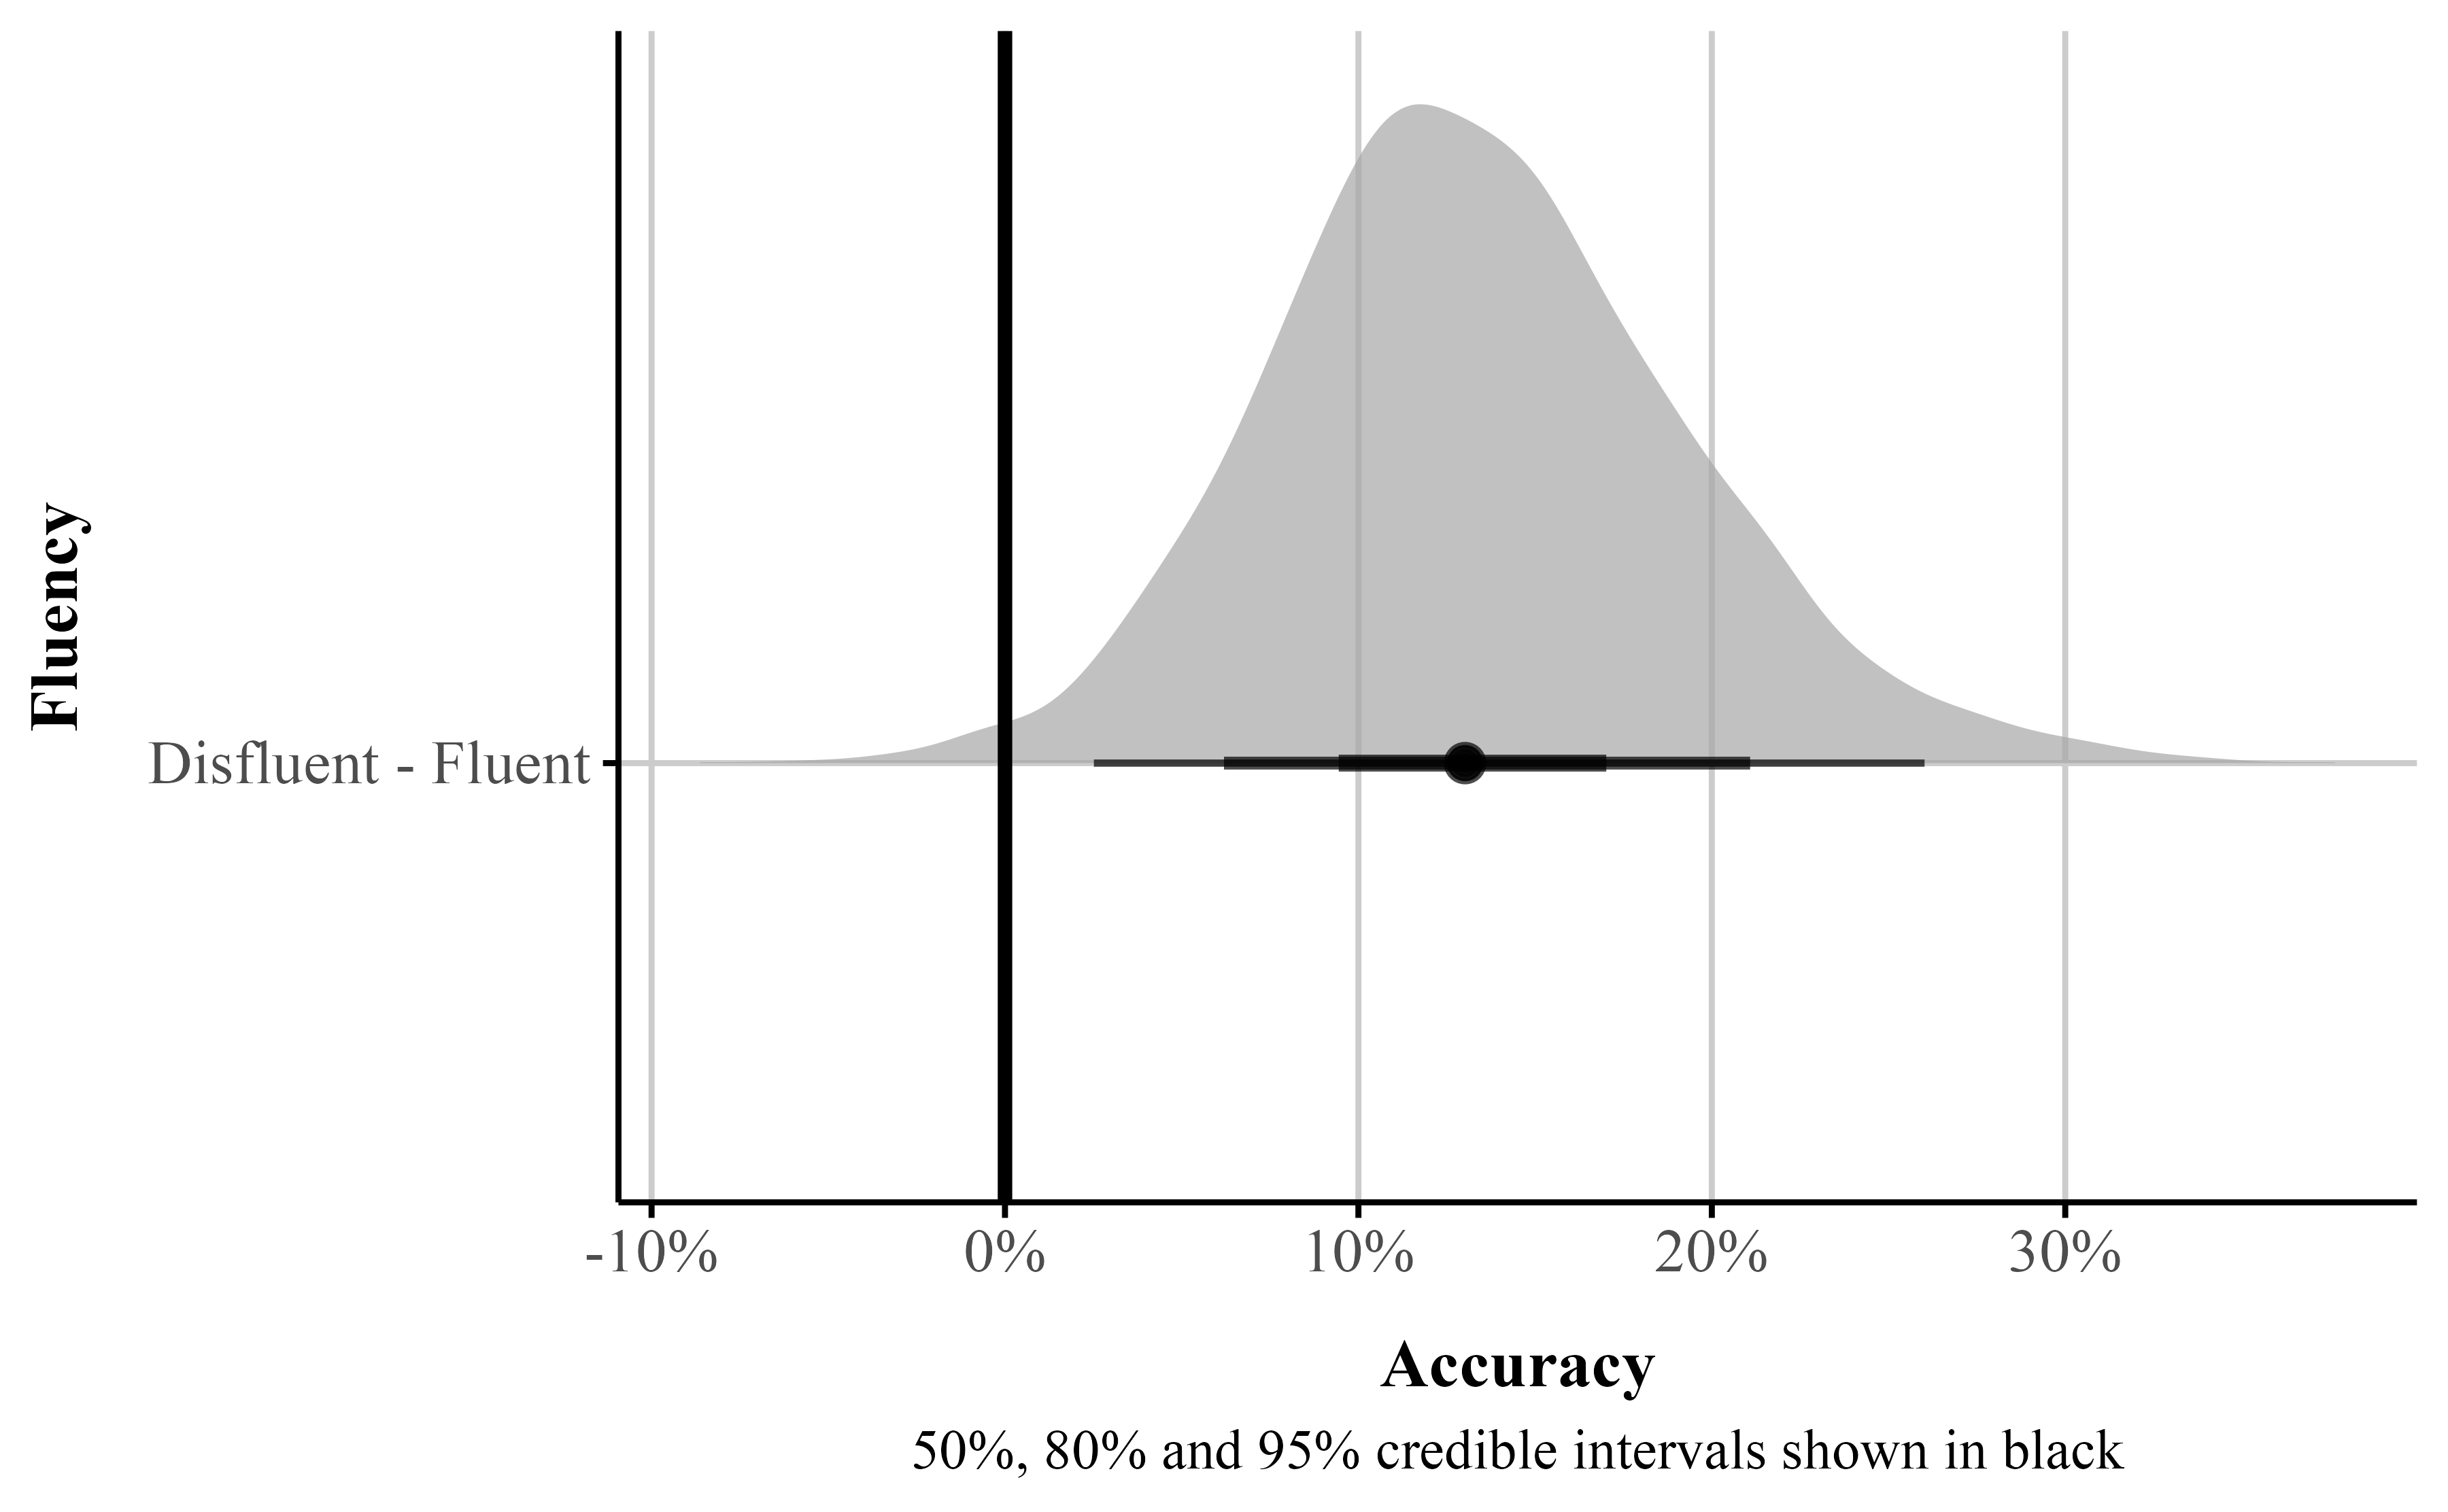 Fluency
Disfluent - Fluent
-10%
0%
10%
20%
30%
Accuracy
50%, 80% and 95% credible intervals shown in black